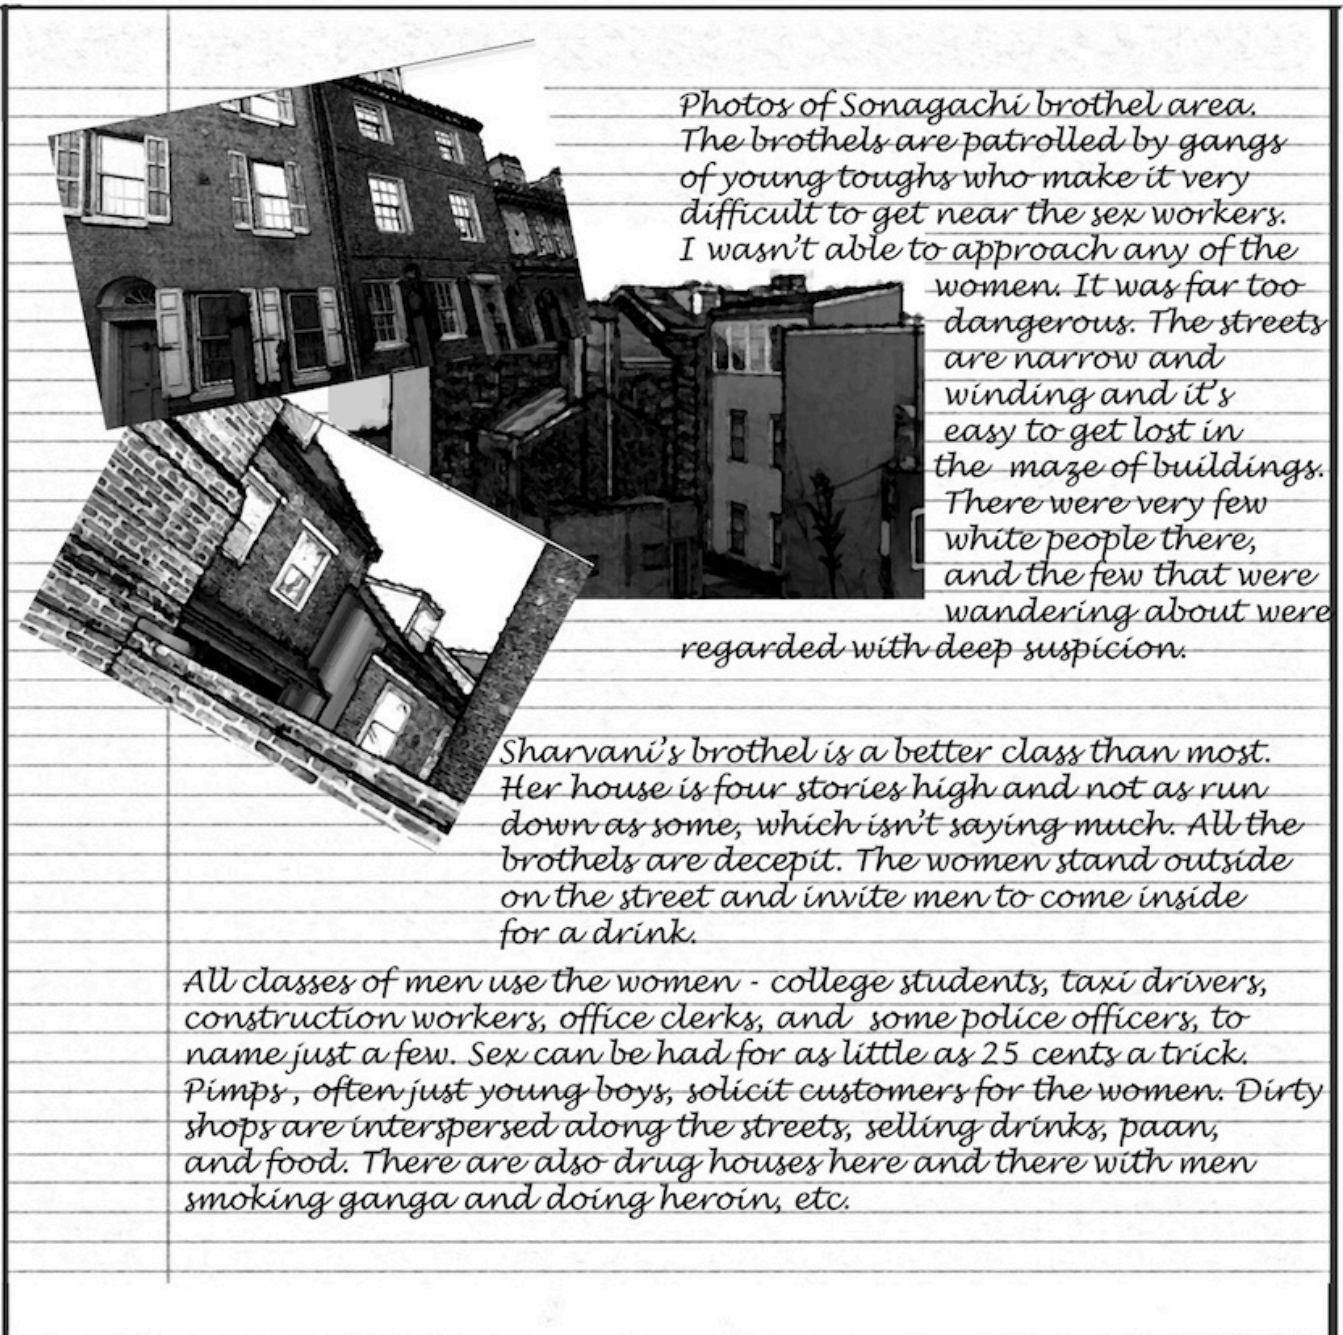 Photos of Sonagachi brothel area.
The brothels are patrolled by gangs
of young toughs who make it very
difficult to get near the sex workers.
I wasn't able to approach any of the
women. It was far too
dangerous. The streets
are narrow and
winding and it's
easy to get lost in
the maze of buildings.
There were very few
white people there,
and the few that were
wandering about were
regarded with deep suspicion.
Sharvani's brothel is a better class than most.
Her house is four stories high and not as run
down as some, which isn't saying much. All the
brothels are decepit. The women stand outside
on the street and invite men to come inside
for a drink.
All classes of men use the women - college students, taxi drivers,
construction workers, office clerks, and some police officers, to
name just a few. Sex can be had for as little as 25 cents a trick.
Pimps, often just young boys, solicit customers for the women. Dirty
shops are interspersed along the streets, selling drinks, paan,
and food. There are also drug houses here and there with men
smoking ganga and doing heroin, etc.